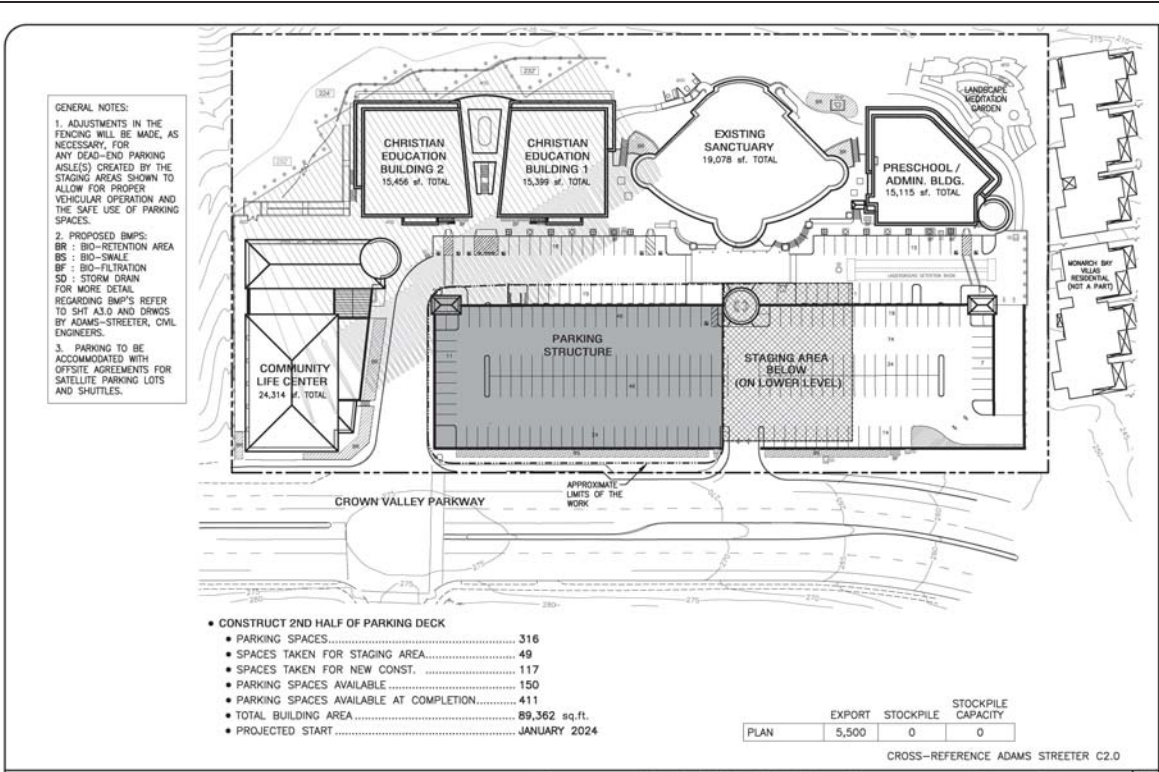 GENERAL NOTES:
1. ADJUSTMENTS IN THE
FENCING WILL BE MADE, AS
NECESSARY, FOR
ANY DEAD-END PARKING
AISLE(S) CREATED BY THE
STAGING AREAS SHOWN TO
ALLOW FOR PROPER
VEHICULAR OPERATION AND
THE SAFE USE OF PARKING
SPACES.
2. PROPOSED BMPS:
BR : BIO-RETENTION AREA
BS : BIO-SWALE
BF : BIO-FILTRATION
SD : STORM DRAIN
FOR MORE DETAIL
REGARDING BMP'S REFER
TO SHT A3.0 AND DRWGS
BY ADAMS-STREETER, CIVIL
ENGINEERS.
3. PARKING TO BE
ACCOMMODATED WITH
OFFSITE AGREEMENTS FOR
SATELLITE PARKING LOTS
AND SHUTTLES.
CHRISTIAN
EDUCATION
BUILDING 2
15,456 sf. TOTAL
CHRISTIAN
EDUCATION
BUILDING 1
15,399 sf. TOTAL
EXISTING
SANCTUARY
19,078 sf. TOTAL
PRESCHOOL /
ADMIN. BLDG.
15,115 sf. TOTAL
LANDSCAPE
MEDITATION
GARDEN
MONARCH BAY
VILLAS
RESIDENTIAL
(NOT A PART)
UNDERGROUND DETENTION BASIN
COMMUNITY
LIFE CENTER
24,314 sf. TOTAL
PARKING
STRUCTURE
STAGING AREA
BELOW
(ON LOWER LEVEL)
APPROXIMATE
LIMITS OF THE
WORK
CROWN VALLEY PARKWAY
• CONSTRUCT 2ND HALF OF PARKING DECK
• PARKING SPACES 316
• SPACES TAKEN FOR STAGING AREA 49
• SPACES TAKEN FOR NEW CONST. 117
• PARKING SPACES AVAILABLE 150
• PARKING SPACES AVAILABLE AT COMPLETION 411
• TOTAL BUILDING AREA 89,362 sq.ft.
• PROJECTED START JANUARY 2024
EXPORT STOCKPILE STOCKPILE CAPACITY
PLAN 5,500 0 0
CROSS-REFERENCE ADAMS STREETER C2.0